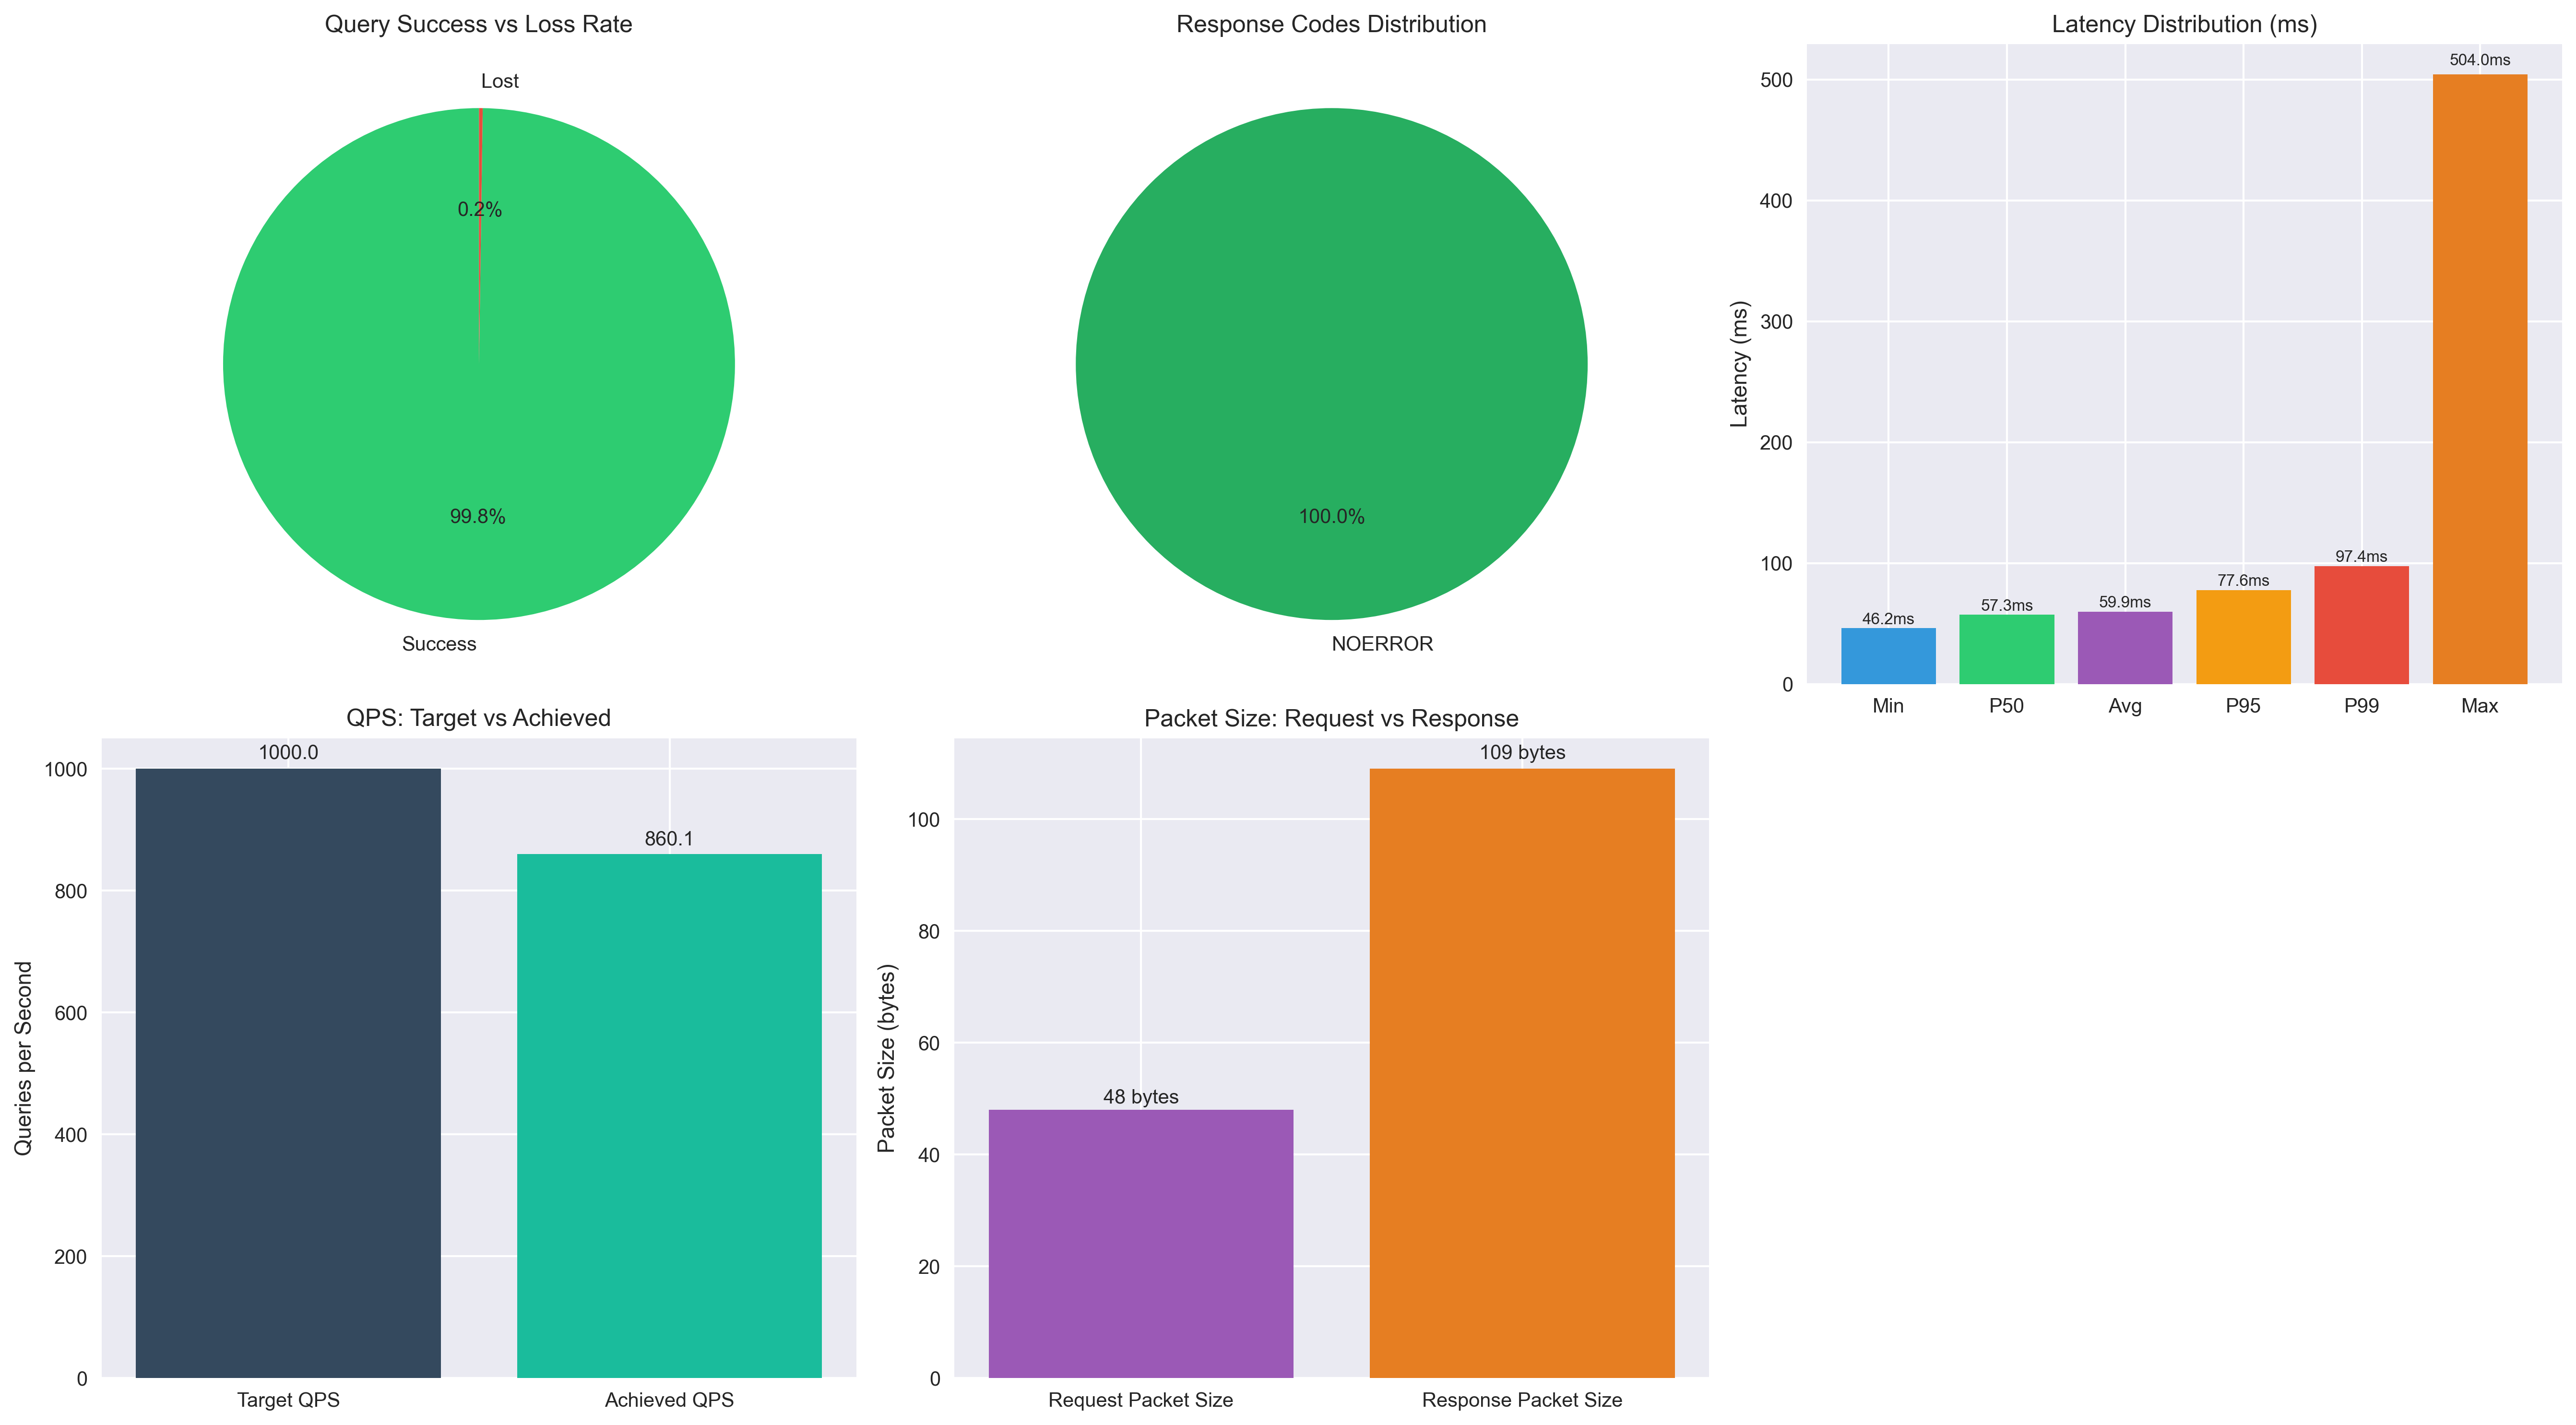 Query Success vs Loss Rate
Lost
0.2%
99.8%
Success
Response Codes Distribution
100.0%
NOERROR
Latency Distribution (ms)
Latency (ms)
500
400
300
200
100
0
46.2ms
57.3ms
59.9ms
77.6ms
97.4ms
504.0ms
Min
P50
Avg
P95
P99
Max
QPS: Target vs Achieved
Queries per Second
1000
800
600
400
200
0
1000.0
860.1
Target QPS
Achieved QPS
Packet Size: Request vs Response
Packet Size (bytes)
100
80
60
40
20
0
48 bytes
109 bytes
Request Packet Size
Response Packet Size